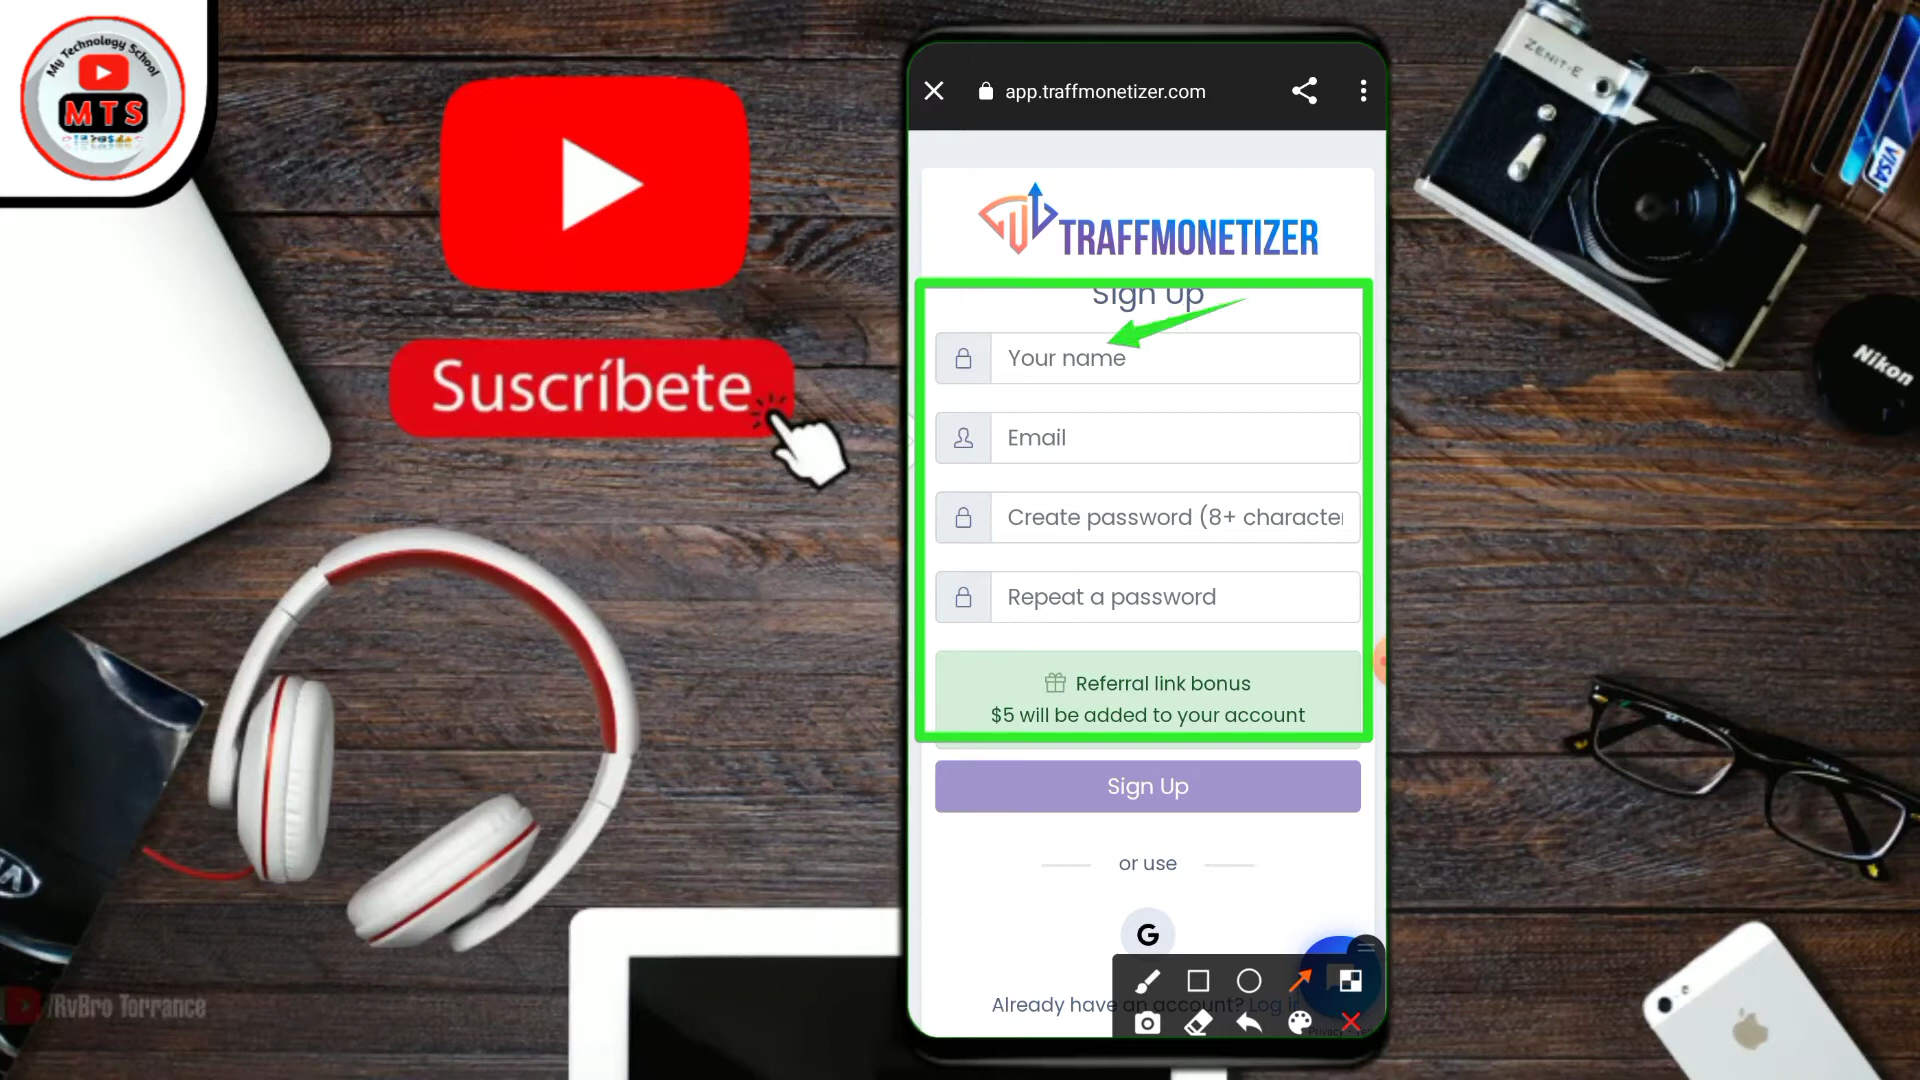 My Technology School
MTS
Suscríbete
/RvBro Torrance
app.traffmonetizer.com
TRAFFMONETIZER
Sign Up
Your name
Email
Create password (8+ character
Repeat a password
Referral link bonus
$5 will be added to your account
Sign Up
or use
G
Already have an account? Log in
Privacy
ZENIT-E
VISA
Nikon